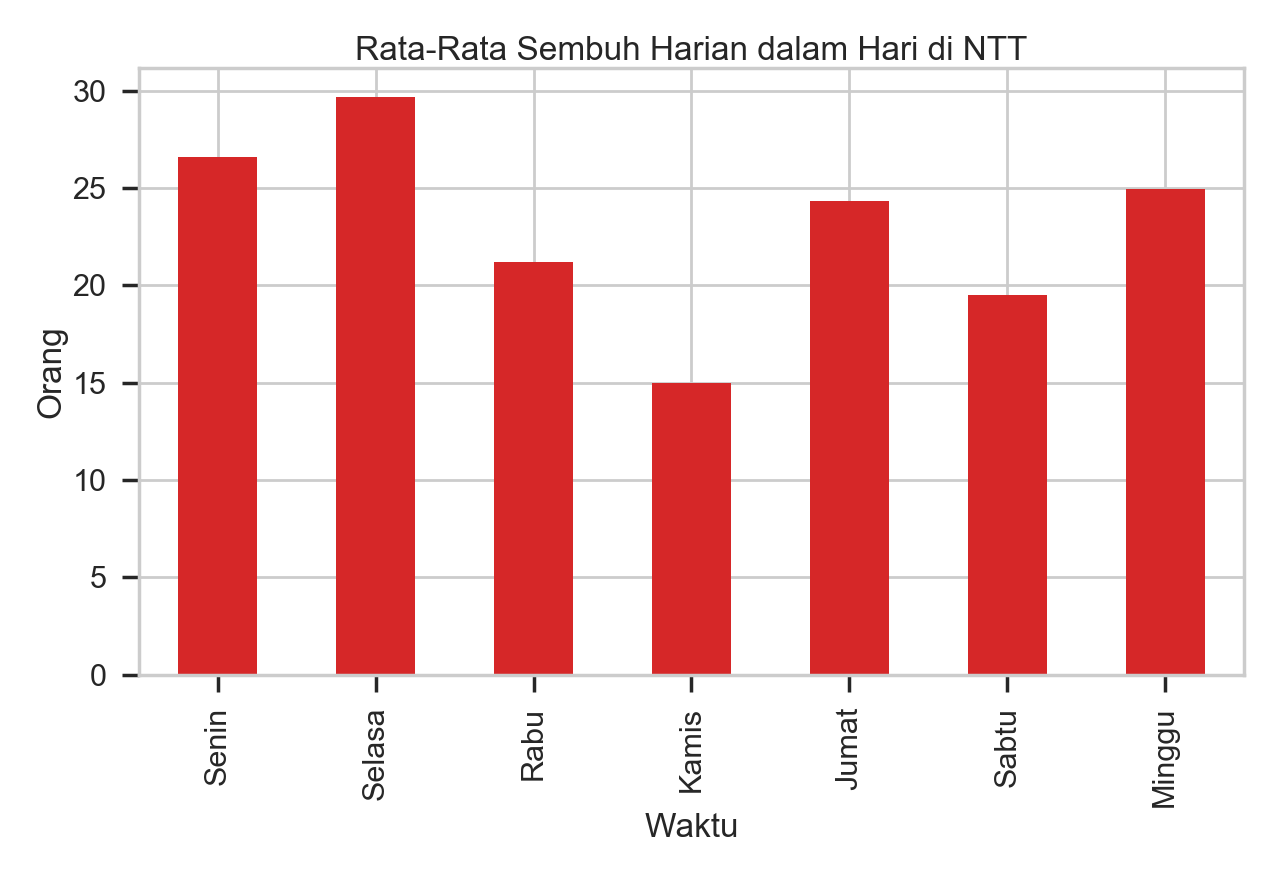 Rata-Rata Sembuh Harian dalam Hari di NTT
30
25
20
15
10
5
0
Orang
Senin
Selasa
Rabu
Kamis
Jumat
Sabtu
Minggu
Waktu